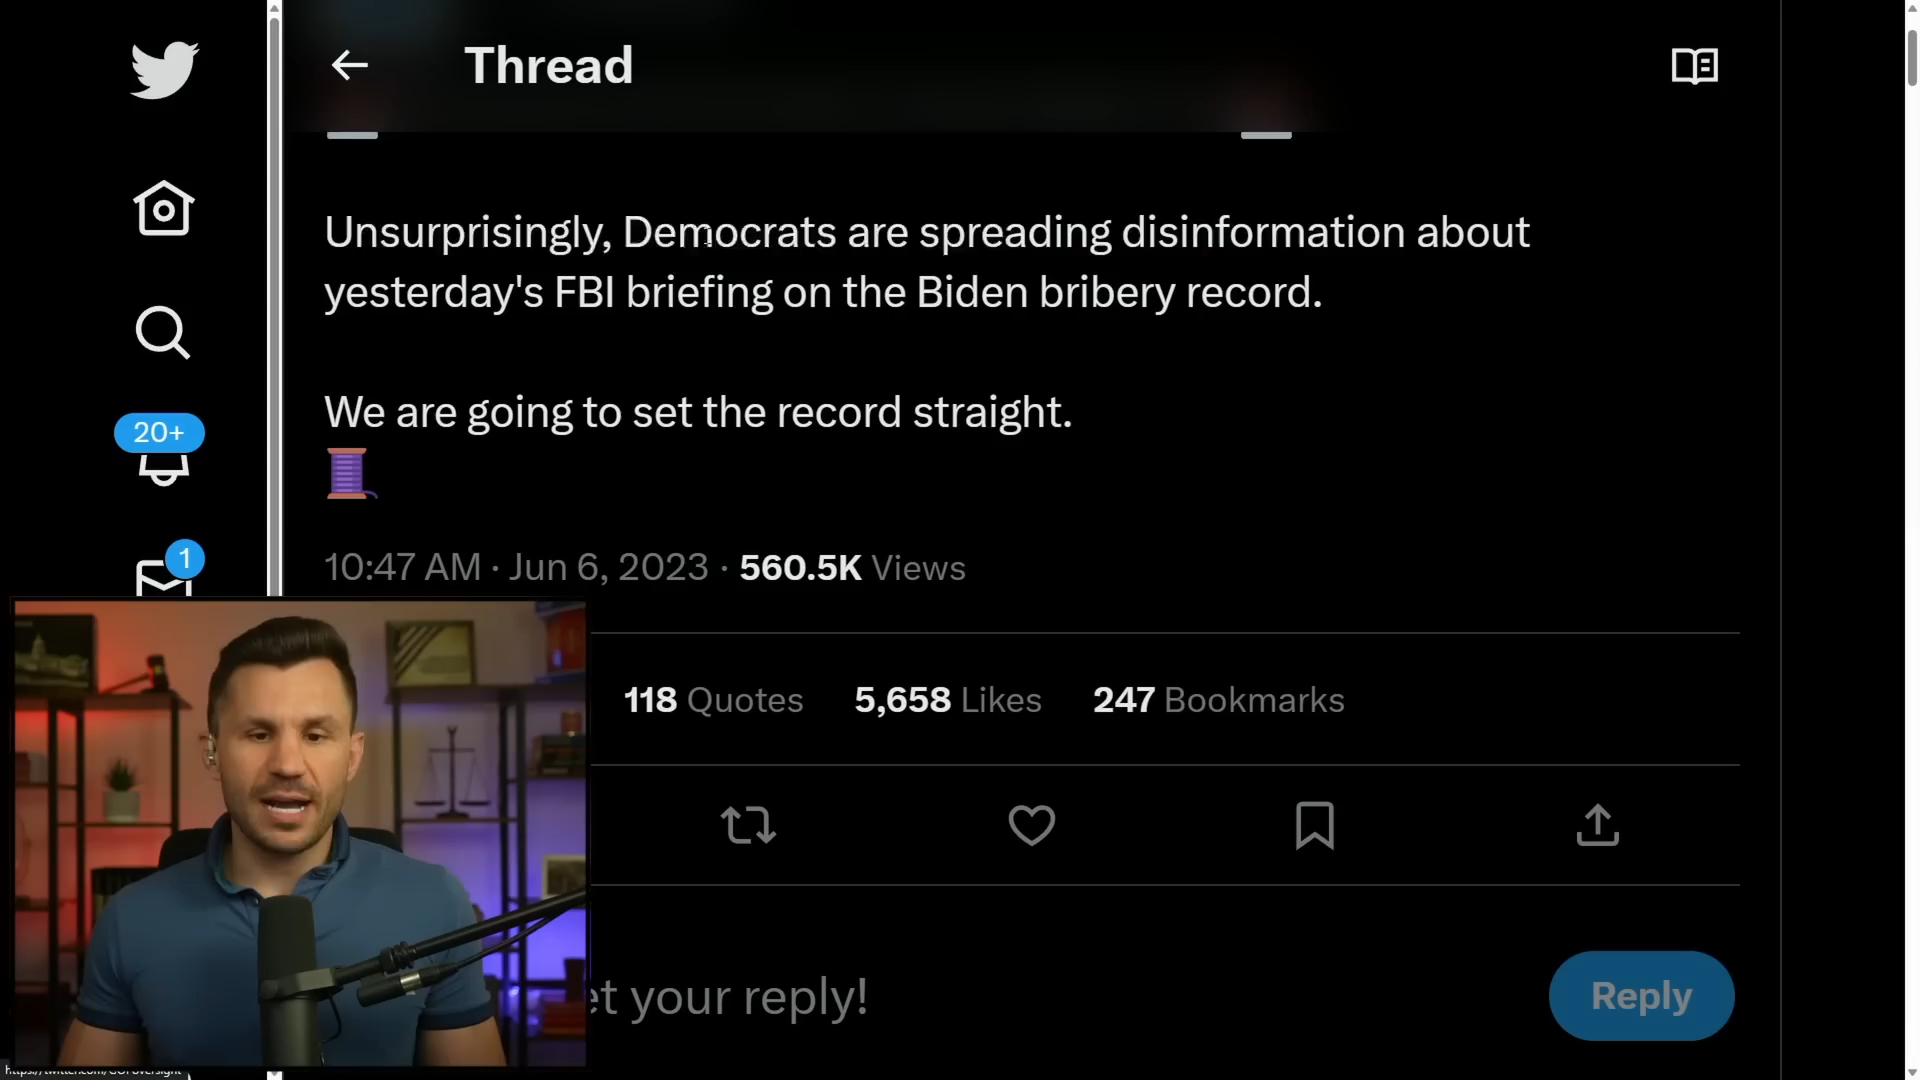 Thread
Unsurprisingly, Democrats are spreading disinformation about
yesterday's FBI briefing on the Biden bribery record.
We are going to set the record straight.
20+
1
10:47 AM · Jun 6, 2023 · 560.5K Views
118 Quotes 5,658 Likes 247 Bookmarks
et your reply!
Reply